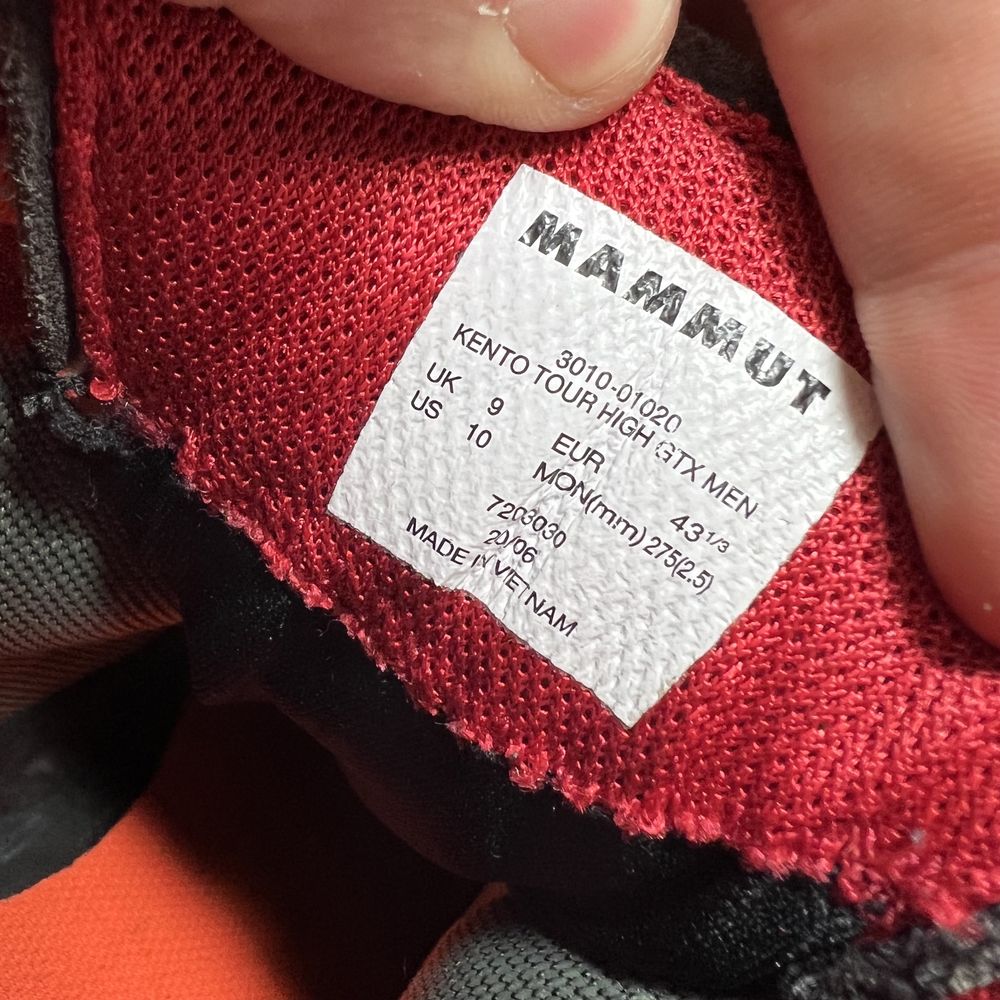 MAMMUT
3010-01020
KENTO TOUR HIGH GTX MEN
UK 9 EUR 43 1/3
US 10 MON(mm) 275(2.5)
7203030
20/06
MADE IN VIETNAM